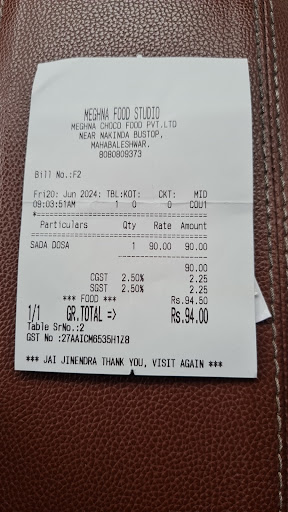 MEGHNA FOOD STUDIO
MEGHNA CHOCO FOOD PVT.LTD
NEAR NAKINDA BUSTOP,
MAHABALESHWAR.
8080809373
Bill No.:F2
Fri20: Jun 2024: TBL:KOT: CKT: MID
09:03:51AM 1 0 0 COU1
Particulars Qty Rate Amount
SADA DOSA 1 90.00 90.00
90.00
CGST 2.50% 2.25
SGST 2.50% 2.25
*** FOOD *** Rs.94.50
1/1 GR.TOTAL => Rs.94.00
Table SrNo.:2
GST No :27AAICM6535H1Z8
*** JAI JINENDRA THANK YOU, VISIT AGAIN ***